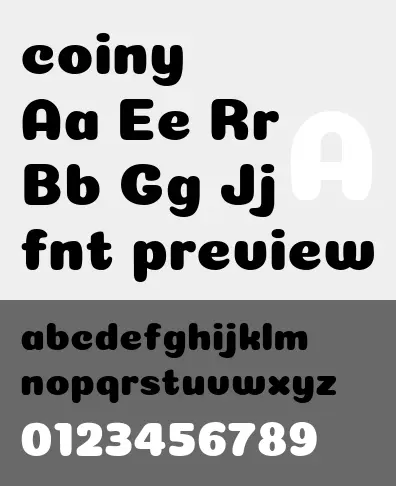 coiny
Aa Ee Rr
A
Bb Gg Jj
fnt preview
abcdefghijklm
nopqrstuvwxyz
0123456789